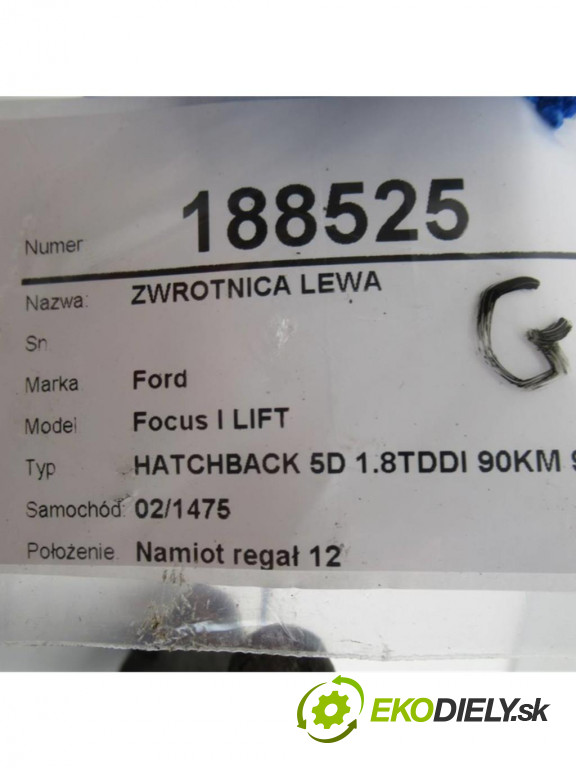 Numer 188525
Nazwa: ZWROTNICA LEWA
Sn.
G
Marka Ford
Model Focus I LIFT
Typ HATCHBACK 5D 1.8TDDI 90KM 9
Samochód: 02/1475
Położenie. Namiot regał 12
EKODIELY.sk